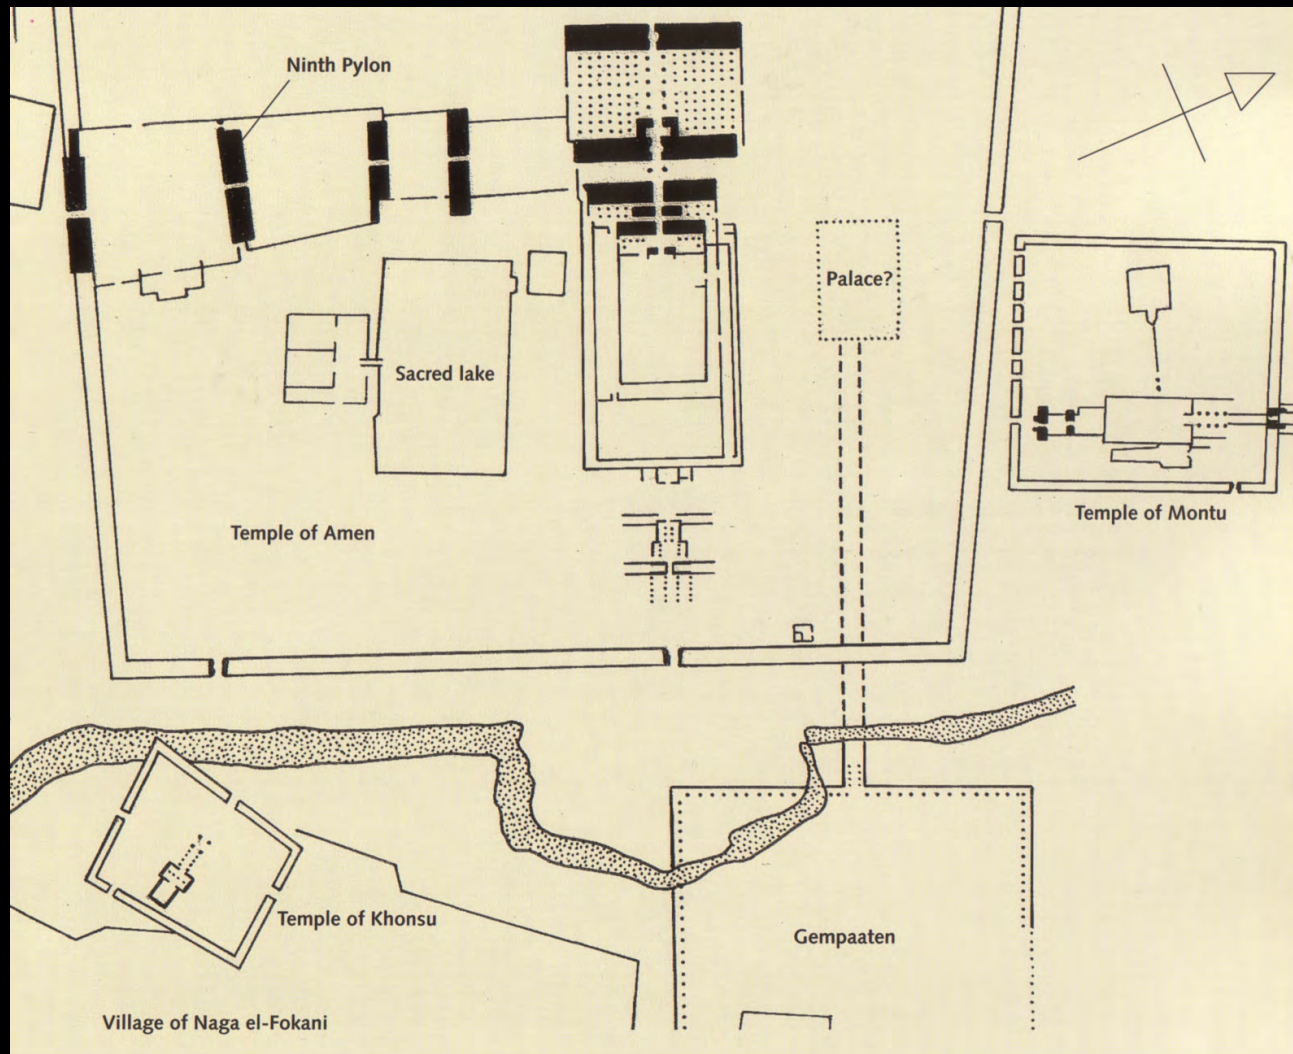 Ninth Pylon
Palace?
Sacred lake
Temple of Montu
Temple of Amen
Temple of Khonsu
Gempaaten
Village of Naga el-Fokani